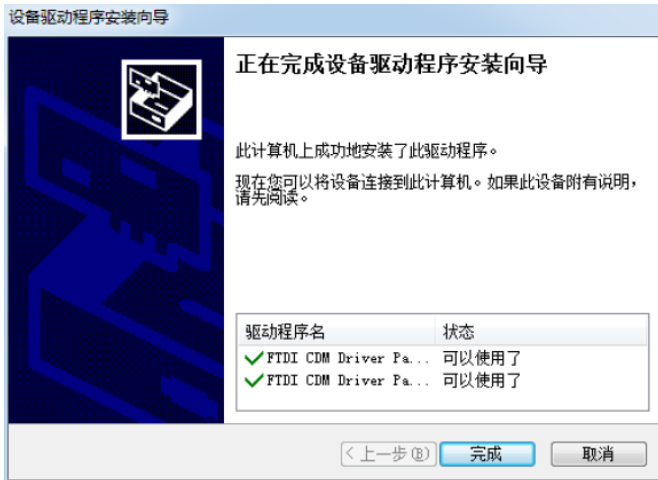 设备驱动程序安装向导
正在完成设备驱动程序安装向导
此计算机上成功地安装了此驱动程序。
现在您可以将设备连接到此计算机。如果此设备附有说明，
请先阅读。
驱动程序名 状态
FTDI CDM Driver Pa... 可以使用了
FTDI CDM Driver Pa... 可以使用了
< 上一步(B) 完成 取消